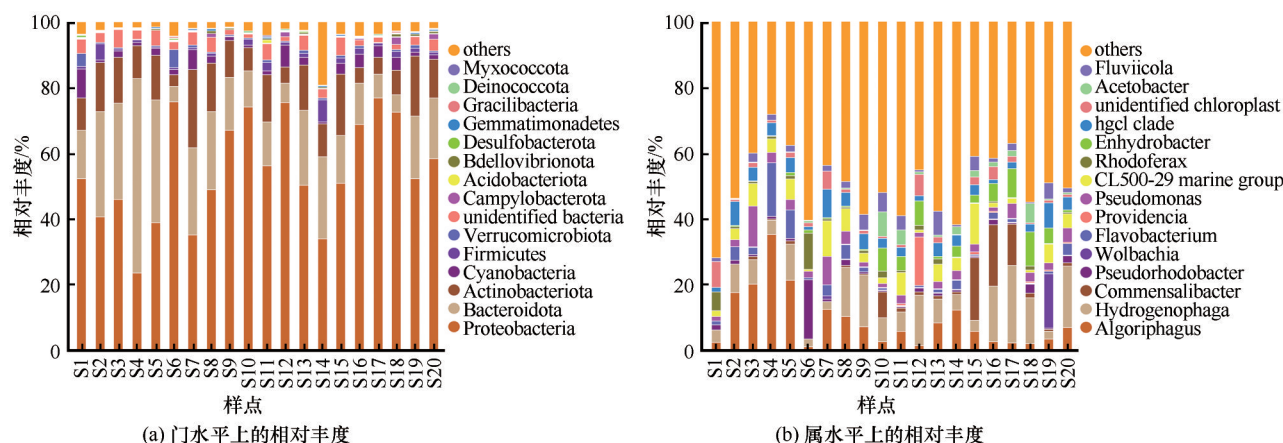 相对丰度/%
100
80
60
40
20
0
S1 S2 S3 S4 S5 S6 S7 S8 S9 S10 S11 S12 S13 S14 S15 S16 S17 S18 S19 S20
样点
others
Myxococcota
Deinococcota
Gracilibacteria
Gemmatimonadetes
Desulfobacterota
Bdellovibrionota
Acidobacteriota
Campylobacterota
unidentified bacteria
Verrucomicrobiota
Firmicutes
Cyanobacteria
Actinobacteriota
Bacteroidota
Proteobacteria
(a) 门水平上的相对丰度
相对丰度/%
100
80
60
40
20
0
S1 S2 S3 S4 S5 S6 S7 S8 S9 S10 S11 S12 S13 S14 S15 S16 S17 S18 S19 S20
样点
others
Fluviicola
Acetobacter
unidentified chloroplast
hgcl clade
Enhydrobacter
Rhodoferax
CL500-29 marine group
Pseudomonas
Providencia
Flavobacterium
Wolbachia
Pseudorhodobacter
Commensalibacter
Hydrogenophaga
Algoriphagus
(b) 属水平上的相对丰度